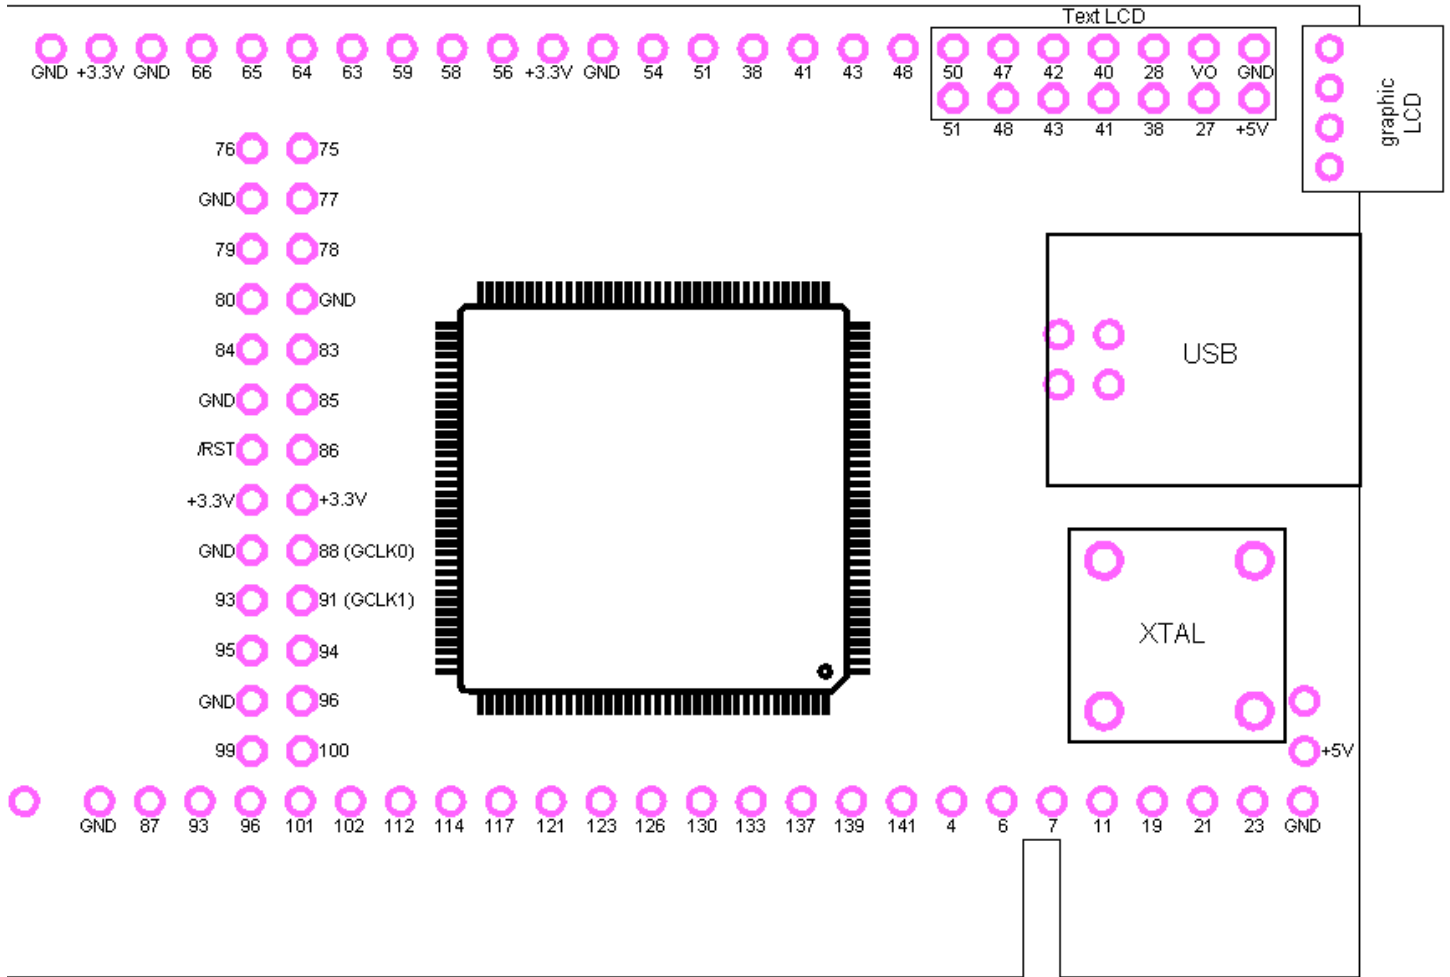 Text LCD
GND +3.3V GND 66 65 64 63 59 58 56 +3.3V GND 54 51 38 41 43 48 50 47 42 40 28 VO GND
51 48 43 41 38 27 +5V
graphic
LCD
76 75
GND 77
79 78
80 GND
84 83
GND 85
/RST 86
+3.3V +3.3V
GND 88 (GCLK0)
93 91 (GCLK1)
95 94
GND 96
99 100
USB
XTAL
+5V
GND 87 93 96 101 102 112 114 117 121 123 126 130 133 137 139 141 4 6 7 11 19 21 23 GND